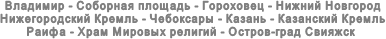 Владимир - Соборная площадь - Гороховец - Нижний Новгород
Нижегородский Кремль - Чебоксары - Казань - Казанский Кремль
Раифа - Храм Мировых религий - Остров-град Свияжск